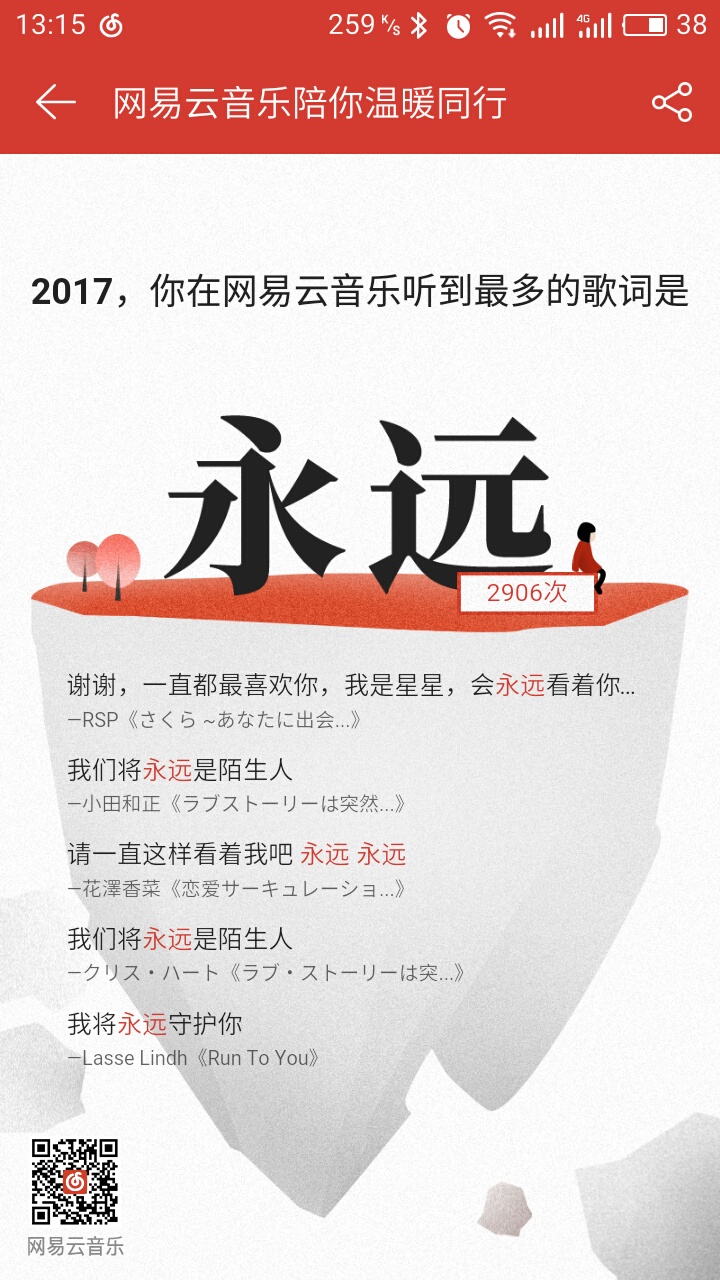 13:15 259 K/s 4G 38
网易云音乐陪你温暖同行
2017，你在网易云音乐听到最多的歌词是
永远
2906次
谢谢，一直都最喜欢你，我是星星，会永远看着你...
—RSP《さくら ~あなたに出会...》
我们将永远是陌生人
—小田和正《ラブストーリーは突然...》
请一直这样看着我吧 永远 永远
—花澤香菜《恋爱サーキュレーショ...》
我们将永远是陌生人
—クリス・ハート《ラブ・ストーリーは突...》
我将永远守护你
—Lasse Lindh《Run To You》
网易云音乐